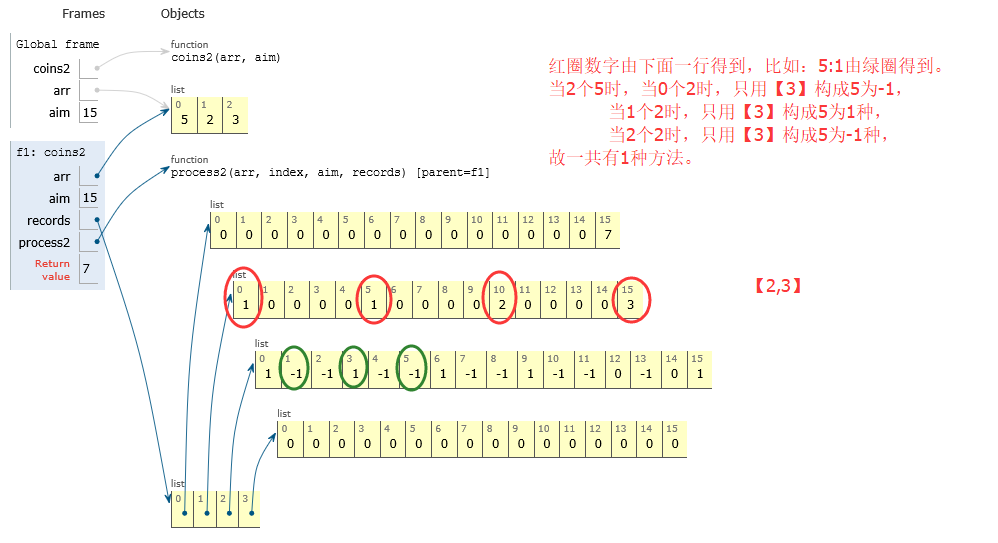 Frames Objects
Global frame
coins2
arr
aim 15
f1: coins2
arr
aim 15
records
process2
Return value 7
function
coins2(arr, aim)
list
0 1 2
5 2 3
function
process2(arr, index, aim, records) [parent=f1]
list
0 1 2 3 4 5 6 7 8 9 10 11 12 13 14 15
0 0 0 0 0 0 0 0 0 0 0 0 0 0 0 7
list
0 1 2 3 4 5 6 7 8 9 10 11 12 13 14 15
1 0 0 0 0 1 0 0 0 0 2 0 0 0 0 3
list
0 1 2 3 4 5 6 7 8 9 10 11 12 13 14 15
1 -1 -1 1 -1 -1 1 -1 -1 1 -1 -1 0 -1 0 1
list
0 1 2 3 4 5 6 7 8 9 10 11 12 13 14 15
0 0 0 0 0 0 0 0 0 0 0 0 0 0 0 0
list
0 1 2 3
红圈数字由下面一行得到，比如：5:1由绿圈得到。
当2个5时，当0个2时，只用【3】构成5为-1，
当1个2时，只用【3】构成5为1种，
当2个2时，只用【3】构成5为-1种，
故一共有1种方法。
【2,3】